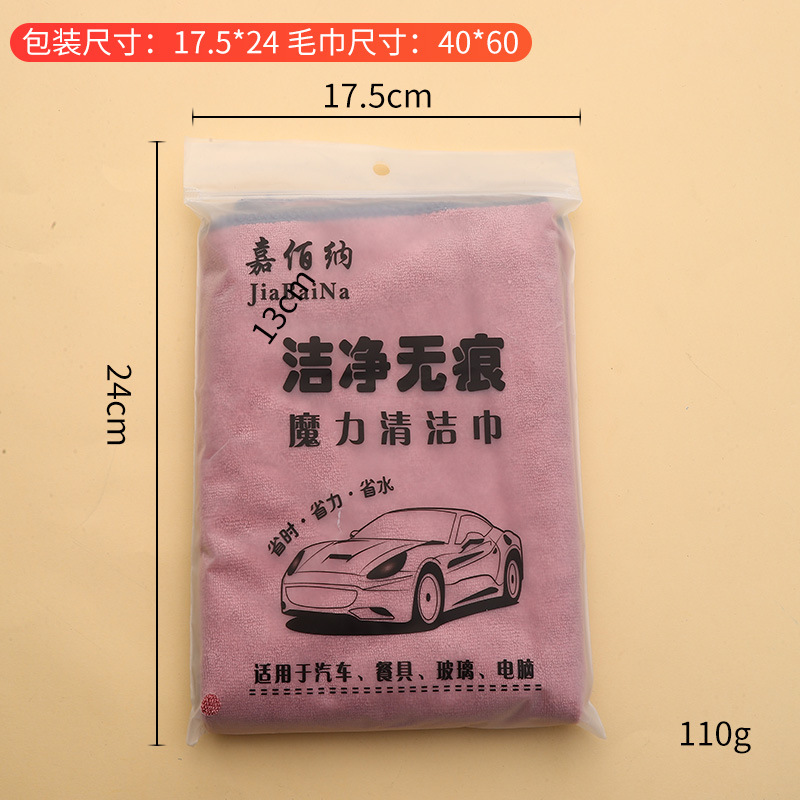 包装尺寸：17.5*24 毛巾尺寸：40*60
17.5cm
嘉佰纳
JiaBaiNa
13cm
洁净无痕
24cm
魔力清洁巾
省时·省力·省水
适用于汽车、餐具、玻璃、电脑
110g